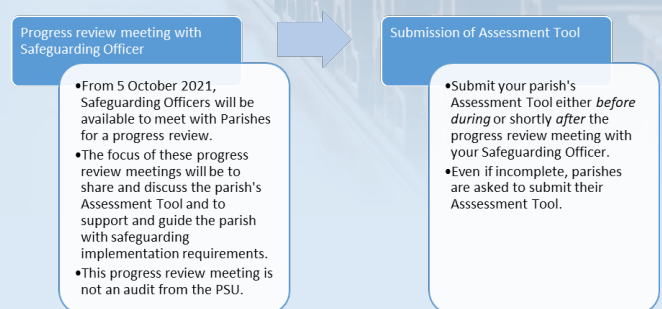 Progress review meeting with
Safeguarding Officer
•From 5 October 2021,
Safeguarding Officers will be
available to meet with Parishes
for a progress review.
•The focus of these progress
review meetings will be to
share and discuss the parish's
Assessment Tool and to
support and guide the parish
with safeguarding
implementation requirements.
•This progress review meeting is
not an audit from the PSU.
Submission of Assessment Tool
•Submit your parish's
Assessment Tool either before
during or shortly after the
progress review meeting with
your Safeguarding Officer.
•Even if incomplete, parishes
are asked to submit their
Asssessment Tool.